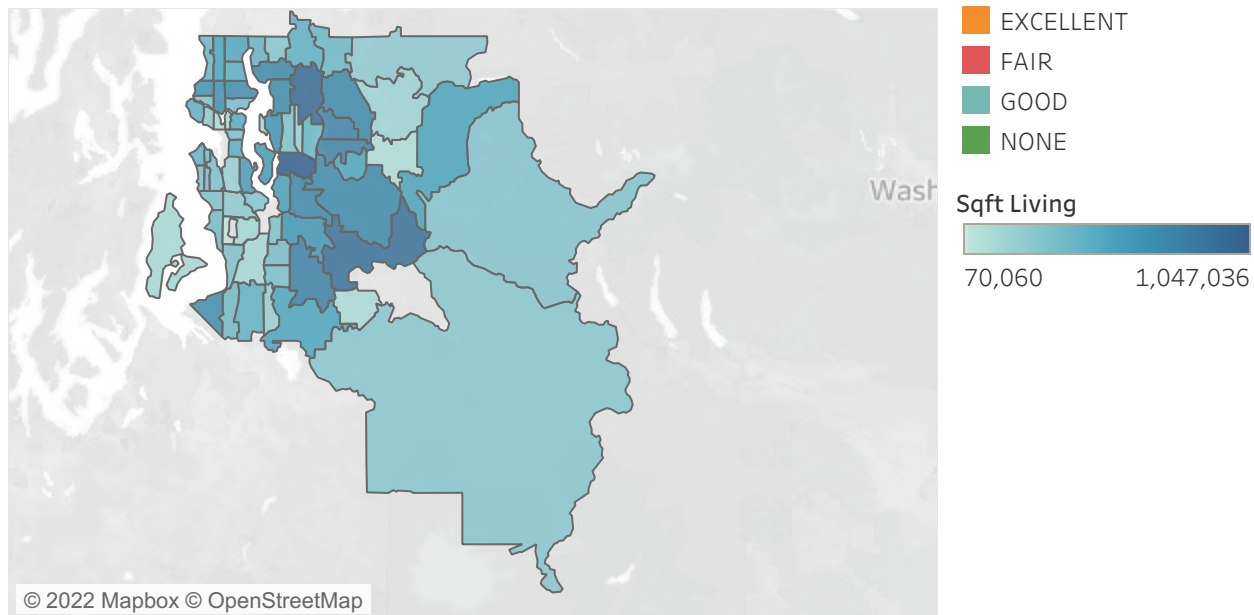 EXCELLENT
FAIR
GOOD
NONE
Wash
Sqft Living
70,060 1,047,036
© 2022 Mapbox © OpenStreetMap